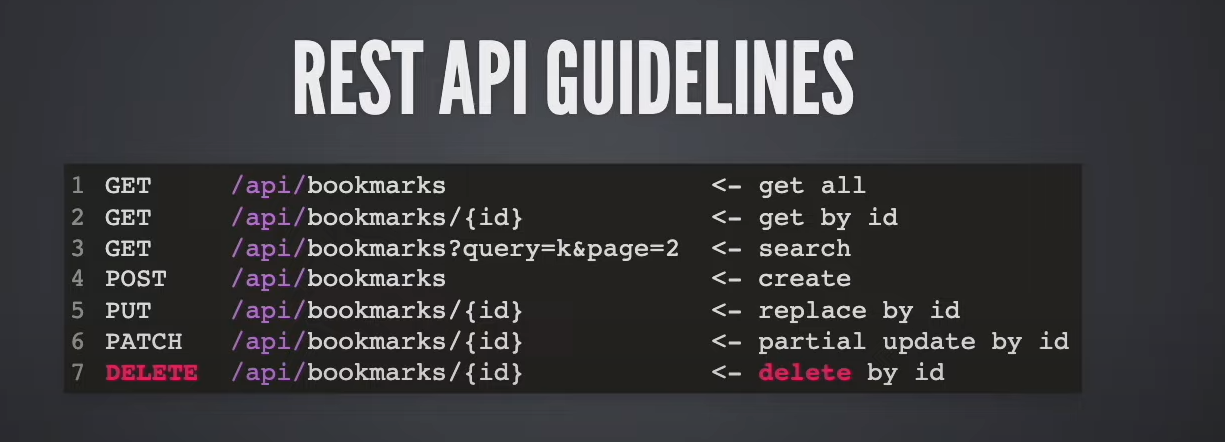 REST API GUIDELINES
1 GET /api/bookmarks <- get all
2 GET /api/bookmarks/{id} <- get by id
3 GET /api/bookmarks?query=k&page=2 <- search
4 POST /api/bookmarks <- create
5 PUT /api/bookmarks/{id} <- replace by id
6 PATCH /api/bookmarks/{id} <- partial update by id
7 DELETE /api/bookmarks/{id} <- delete by id